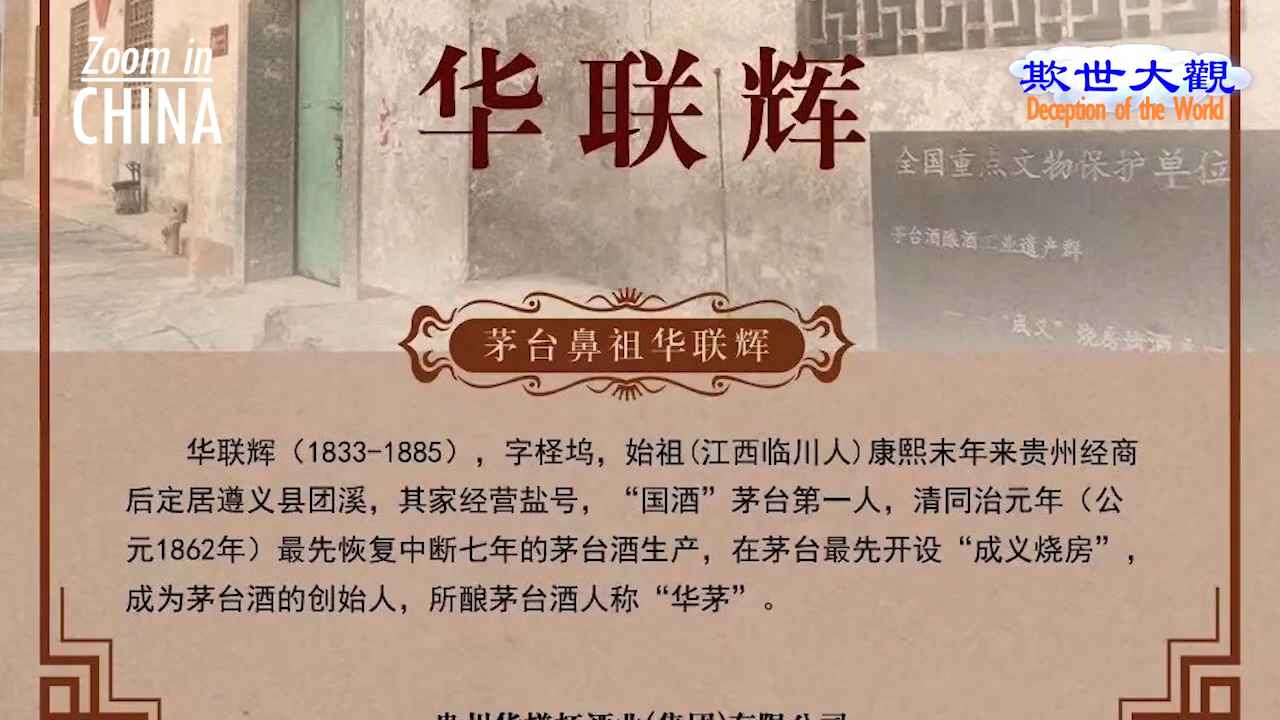 Zoom in
CHINA
欺世大觀
Deception of the World
华联辉
全国重点文物保护单位
茅台酒酿酒工业遗产群
茅台鼻祖华联辉
华联辉（1833-1885），字柽坞，始祖(江西临川人)康熙末年来贵州经商
后定居遵义县团溪，其家经营盐号，“国酒”茅台第一人，清同治元年（公
元1862年）最先恢复中断七年的茅台酒生产，在茅台最先开设“成义烧房”，
成为茅台酒的创始人，所酿茅台酒人称“华茅”。